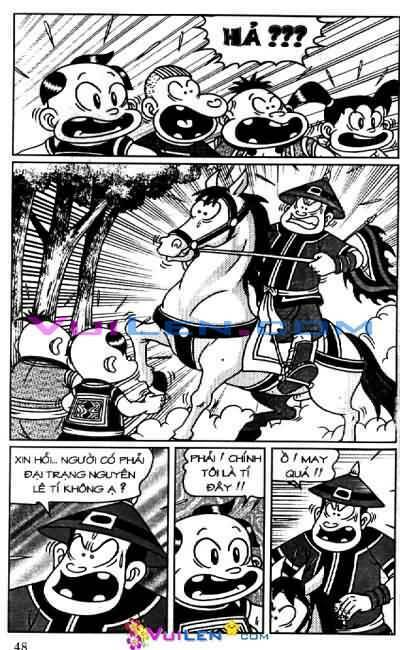 HẢ ???
VUILEN.COM
XIN HỎI.. NGƯỜI CÓ PHẢI
ĐẠI TRẠNG NGUYÊN
LÊ TÍ KHÔNG Ạ ?
PHẢI ! CHÍNH
TÔI LÀ TÍ
ĐÂY !!
Ồ ! MAY
QUÁ !!
48
VUILEN.COM